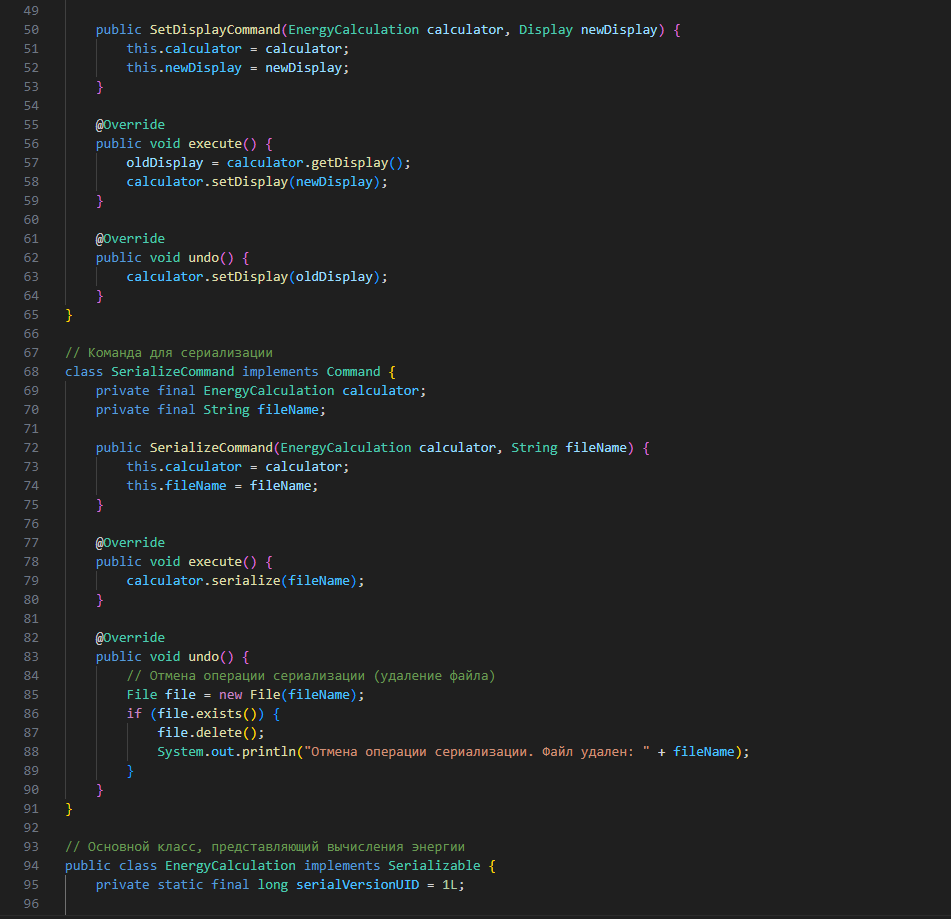 49
50 public SetDisplayCommand(EnergyCalculation calculator, Display newDisplay) {
51 this.calculator = calculator;
52 this.newDisplay = newDisplay;
53 }
54
55 @Override
56 public void execute() {
57 oldDisplay = calculator.getDisplay();
58 calculator.setDisplay(newDisplay);
59 }
60
61 @Override
62 public void undo() {
63 calculator.setDisplay(oldDisplay);
64 }
65 }
66
67 // Команда для сериализации
68 class SerializeCommand implements Command {
69 private final EnergyCalculation calculator;
70 private final String fileName;
71
72 public SerializeCommand(EnergyCalculation calculator, String fileName) {
73 this.calculator = calculator;
74 this.fileName = fileName;
75 }
76
77 @Override
78 public void execute() {
79 calculator.serialize(fileName);
80 }
81
82 @Override
83 public void undo() {
84 // Отмена операции сериализации (удаление файла)
85 File file = new File(fileName);
86 if (file.exists()) {
87 file.delete();
88 System.out.println("Отмена операции сериализации. Файл удален: " + fileName);
89 }
90 }
91 }
92
93 // Основной класс, представляющий вычисления энергии
94 public class EnergyCalculation implements Serializable {
95 private static final long serialVersionUID = 1L;
96